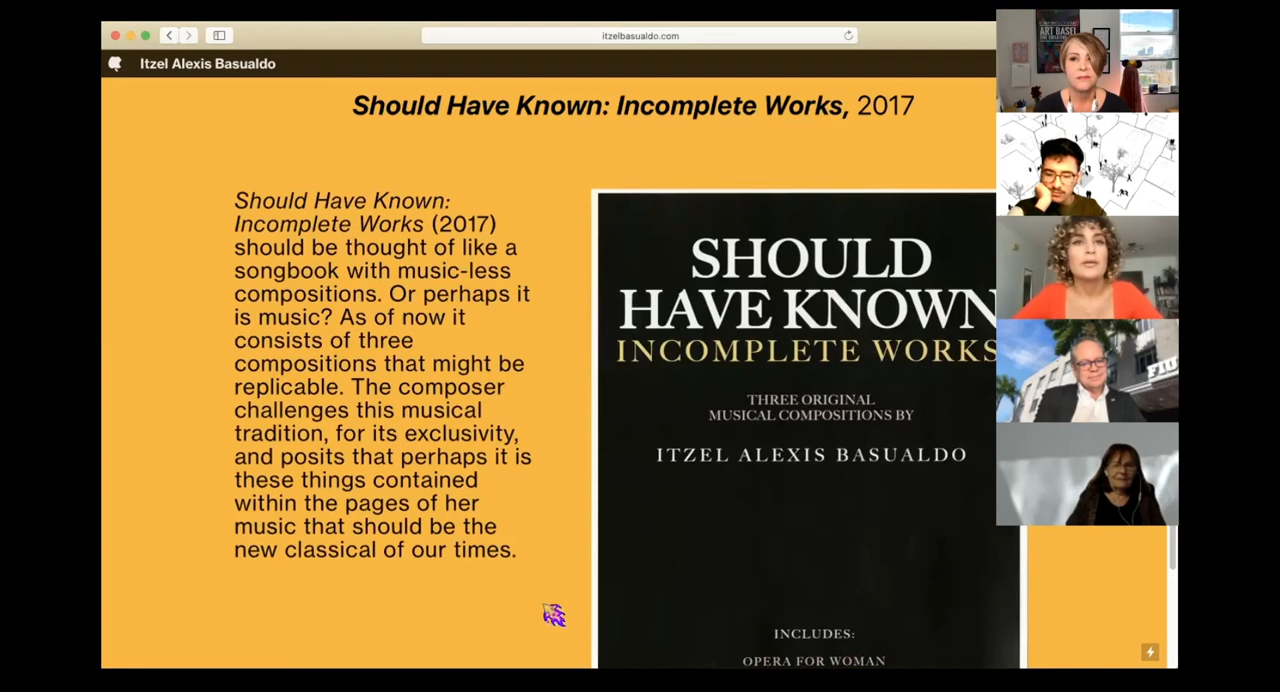 itzelbasualdo.com
Itzel Alexis Basualdo
Should Have Known: Incomplete Works, 2017
Should Have Known:
Incomplete Works (2017)
should be thought of like a
songbook with music-less
compositions. Or perhaps it
is music? As of now it
consists of three
compositions that might be
replicable. The composer
challenges this musical
tradition, for its exclusivity,
and posits that perhaps it is
these things contained
within the pages of her
music that should be the
new classical of our times.
SHOULD
HAVE KNOWN
INCOMPLETE WORKS
THREE ORIGINAL
MUSICAL COMPOSITIONS BY
ITZEL ALEXIS BASUALDO
INCLUDES:
OPERA FOR WOMAN
ART BASEL
FIU